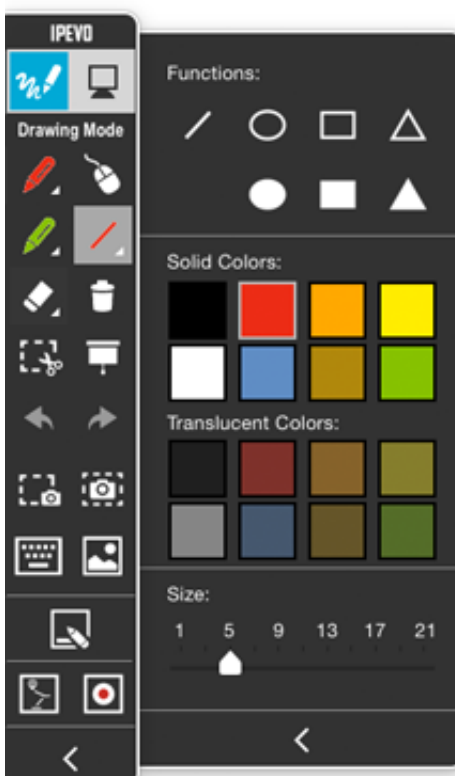 IPEVO
Drawing Mode
Functions:
Solid Colors:
Translucent Colors:
Size:
1 5 9 13 17 21